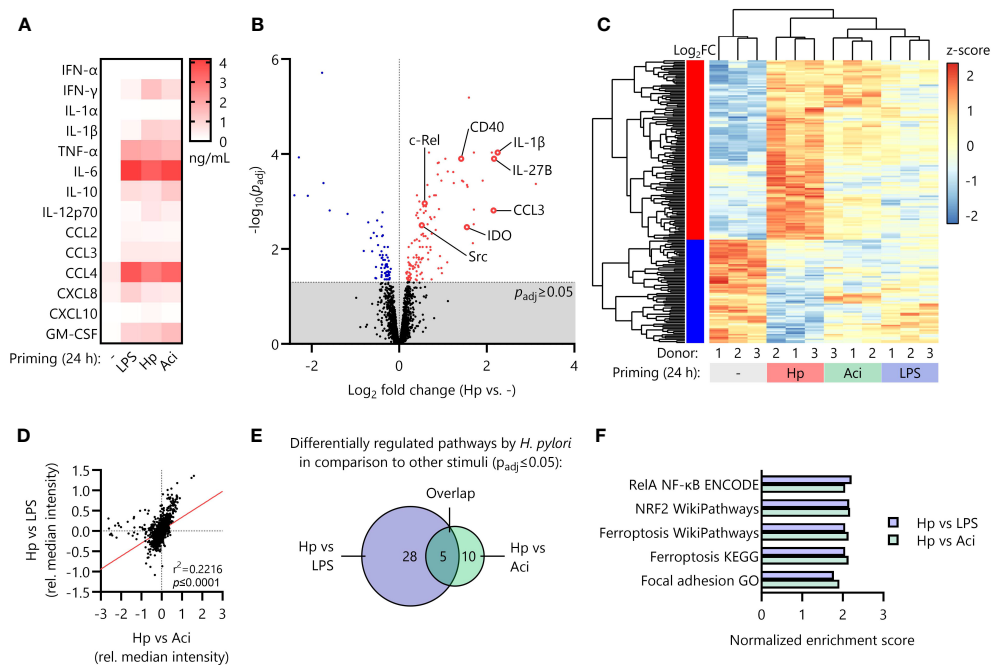 A
IFN-α
IFN-γ
IL-1α
IL-1β
TNF-α
IL-6
IL-10
IL-12p70
CCL2
CCL3
CCL4
CXCL8
CXCL10
GM-CSF
Priming (24 h):
-
LPS
Hp
Aci
4
3
2
1
0
ng/mL
B
6
4
2
0
-log10(padj)
c-Rel
CD40
IL-1β
IL-27B
CCL3
IDO
Src
padj≥0.05
-2
0
2
4
Log2 fold change (Hp vs. -)
C
Log2FC
z-score
2
1
0
-1
-2
Donor: 1 2 3 2 1 3 3 1 2 1 2 3
Priming (24 h): - Hp Aci LPS
D
Hp vs LPS
(rel. median intensity)
1.5
1.0
0.5
0.0
-0.5
-1.0
-1.5
r2=0.2216
p≤0.0001
-3 -2 -1 0 1 2 3
Hp vs Aci
(rel. median intensity)
E
Differentially regulated pathways by H. pylori
in comparison to other stimuli (padj≤0.05):
Overlap
Hp vs
LPS
28
5
10
Hp vs
Aci
F
RelA NF-κB ENCODE
NRF2 WikiPathways
Ferroptosis WikiPathways
Ferroptosis KEGG
Focal adhesion GO
Hp vs LPS
Hp vs Aci
0 1 2 3
Normalized enrichment score